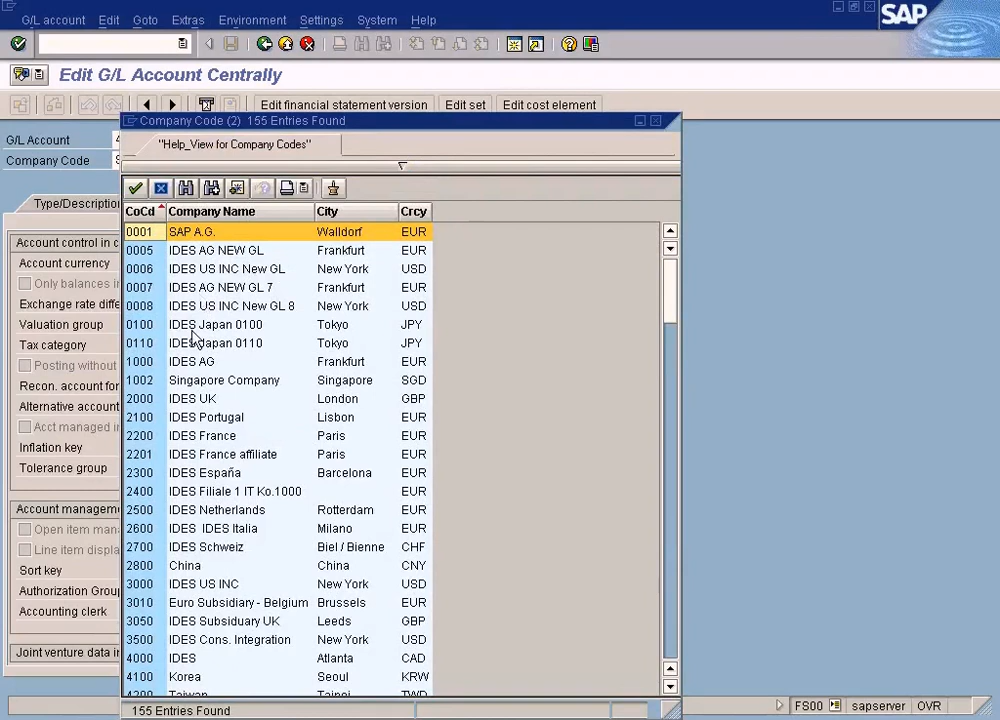 G/L account Edit Goto Extras Environment Settings System Help
SAP
Edit G/L Account Centrally
Edit financial statement version Edit set Edit cost element
G/L Account
Company Code
Type/Descriptio
Account control in c
Account currency
Only balances in
Exchange rate diffe
Valuation group
Tax category
Posting without
Recon. account for
Alternative account
Acct managed in
Inflation key
Tolerance group
Account manageme
Open item man
Line item displa
Sort key
Authorization Group
Accounting clerk
Joint venture data in
Company Code (2) 155 Entries Found
"Help_View for Company Codes"
CoCd Company Name City Crcy
0001 SAP A.G. Walldorf EUR
0005 IDES AG NEW GL Frankfurt EUR
0006 IDES US INC New GL New York USD
0007 IDES AG NEW GL 7 Frankfurt EUR
0008 IDES US INC New GL 8 New York USD
0100 IDES Japan 0100 Tokyo JPY
0110 IDES Japan 0110 Tokyo JPY
1000 IDES AG Frankfurt EUR
1002 Singapore Company Singapore SGD
2000 IDES UK London GBP
2100 IDES Portugal Lisbon EUR
2200 IDES France Paris EUR
2201 IDES France affiliate Paris EUR
2300 IDES España Barcelona EUR
2400 IDES Filiale 1 IT Ko.1000 EUR
2500 IDES Netherlands Rotterdam EUR
2600 IDES IDES Italia Milano EUR
2700 IDES Schweiz Biel / Bienne CHF
2800 China China CNY
3000 IDES US INC New York USD
3010 Euro Subsidiary - Belgium Brussels EUR
3050 IDES Subsiduary UK Leeds GBP
3500 IDES Cons. Integration New York USD
4000 IDES Atlanta CAD
4100 Korea Seoul KRW
4200 Taiwan Taipei TWD
155 Entries Found
FS00 sapserver OVR